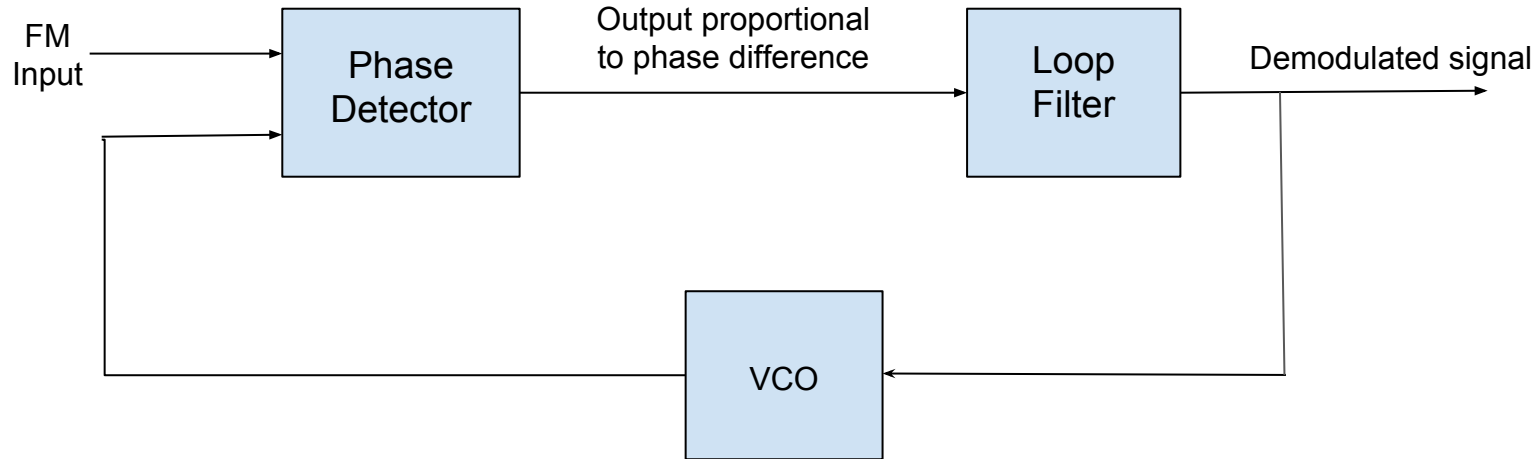 FM
Input
Phase
Detector
Output proportional
to phase difference
Loop
Filter
Demodulated signal
VCO